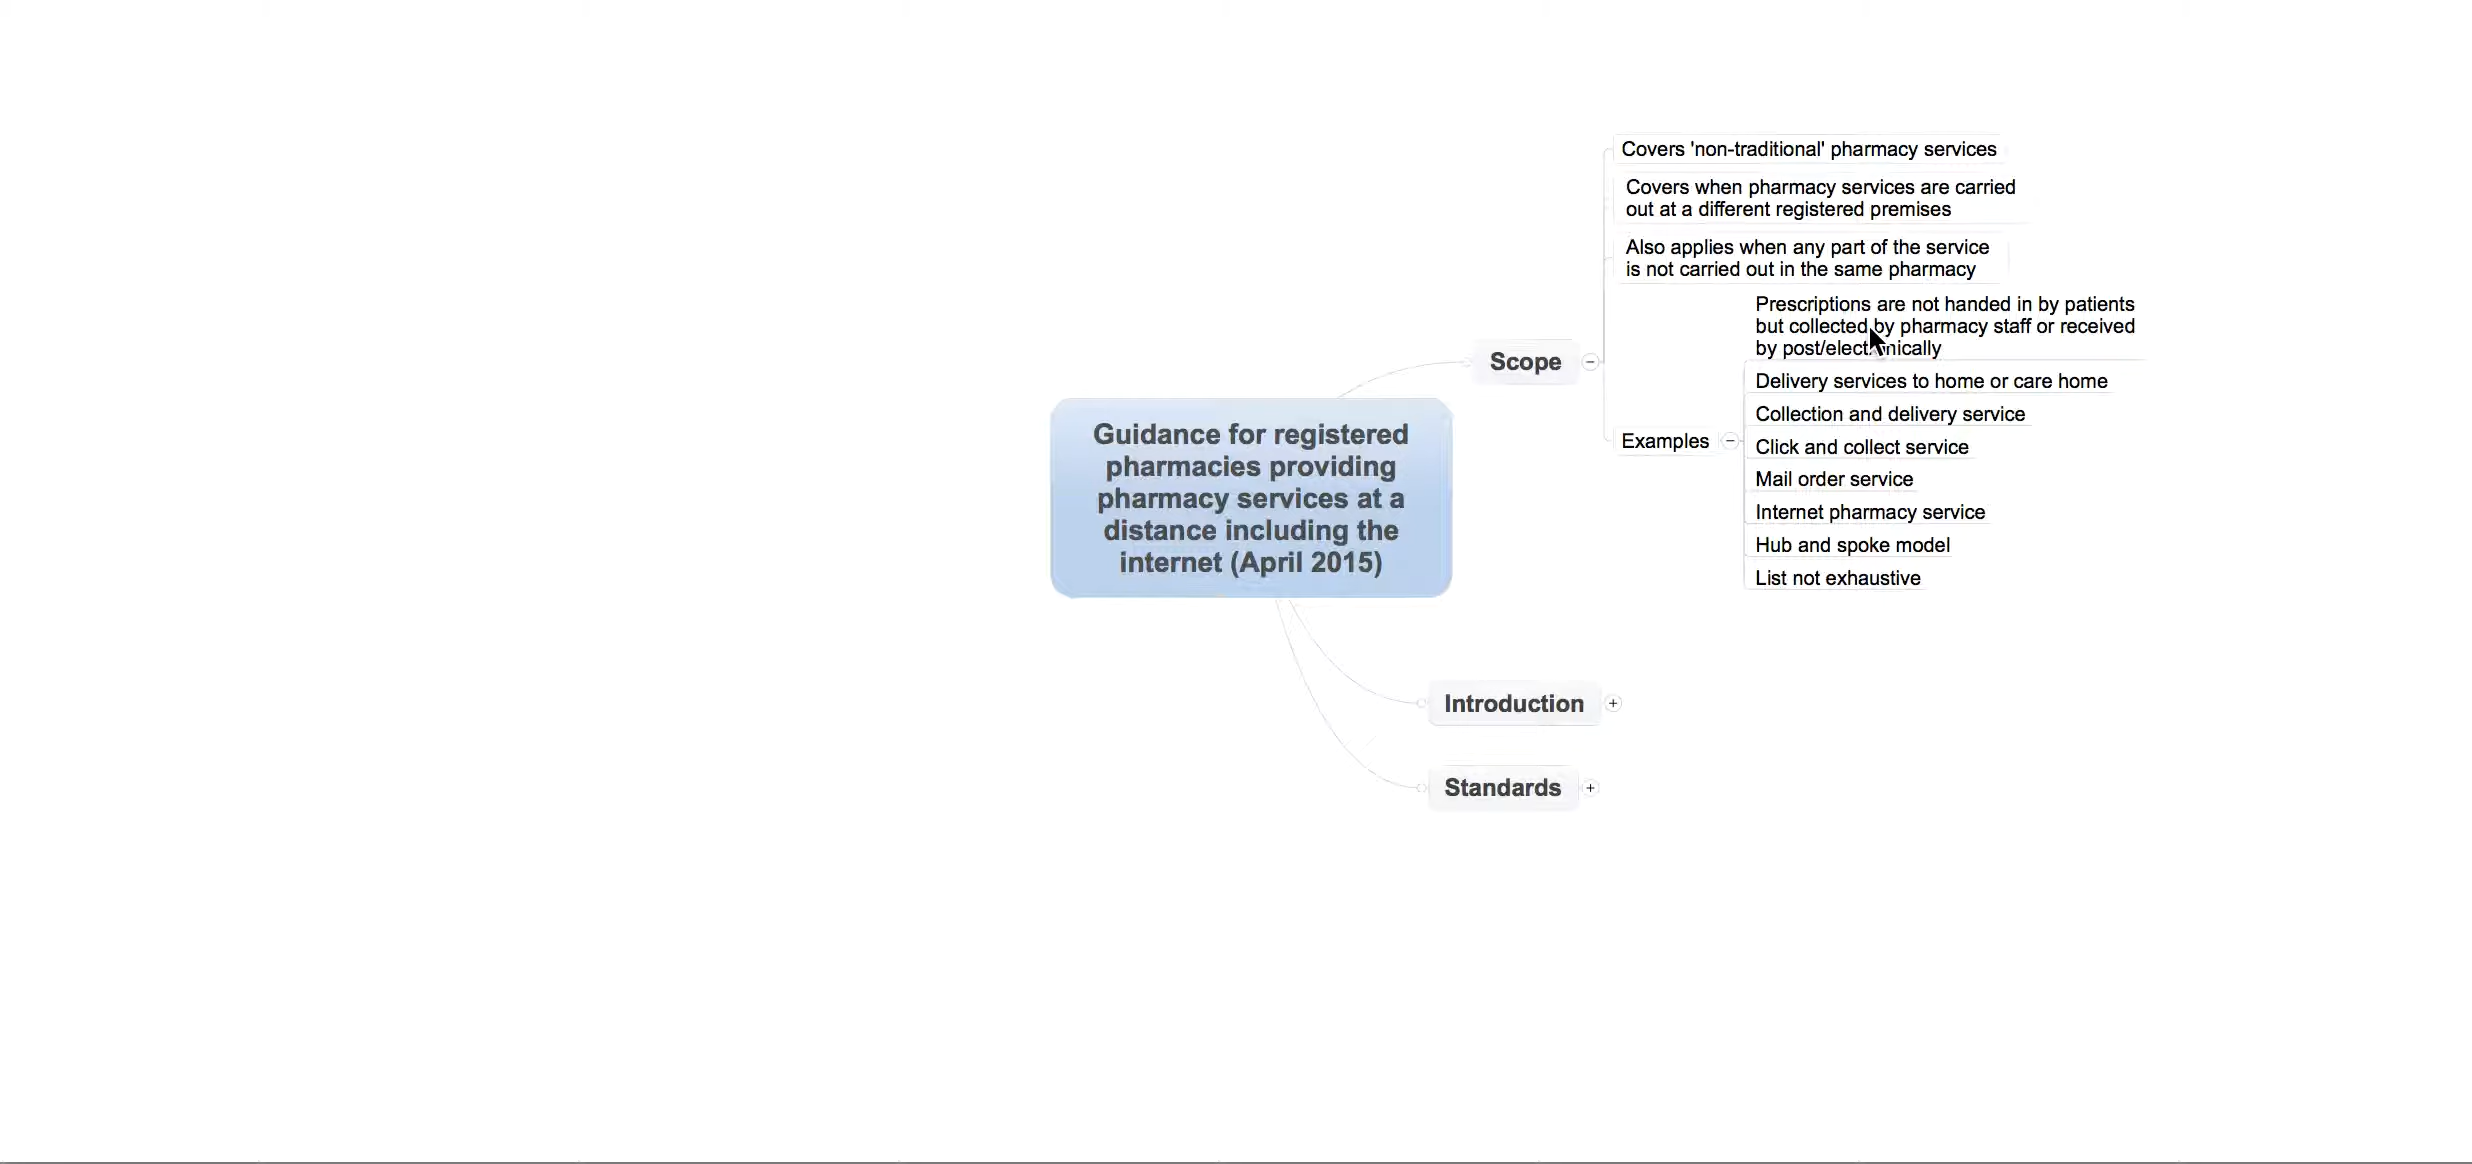 Covers 'non-traditional' pharmacy services
Covers when pharmacy services are carried
out at a different registered premises
Also applies when any part of the service
is not carried out in the same pharmacy
Prescriptions are not handed in by patients
but collected by pharmacy staff or received
by post/electronically
Scope
Delivery services to home or care home
Collection and delivery service
Examples
Click and collect service
Mail order service
Internet pharmacy service
Hub and spoke model
List not exhaustive
Guidance for registered
pharmacies providing
pharmacy services at a
distance including the
internet (April 2015)
Introduction
Standards